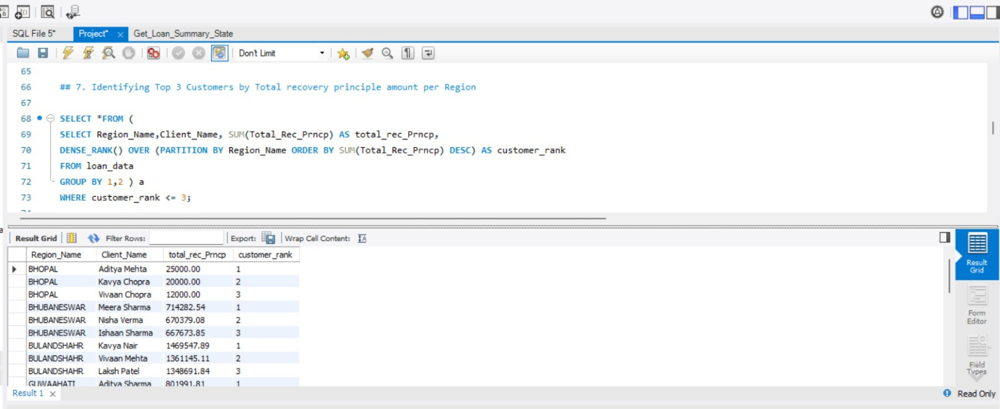 SQL File 5* Project* × Get_Loan_Summary_State
Don't Limit
65
66 ## 7. Identifying Top 3 Customers by Total recovery principle amount per Region
67
68 SELECT *FROM (
69 SELECT Region_Name,Client_Name, SUM(Total_Rec_Prncp) AS total_rec_Prncp,
70 DENSE_RANK() OVER (PARTITION BY Region_Name ORDER BY SUM(Total_Rec_Prncp) DESC) AS customer_rank
71 FROM loan_data
72 GROUP BY 1,2 ) a
73 WHERE customer_rank <= 3;
Result Grid Filter Rows: Export: Wrap Cell Content:
Region_Name Client_Name total_rec_Prncp customer_rank
BHOPAL Aditya Mehta 25000.00 1
BHOPAL Kavya Chopra 20000.00 2
BHOPAL Vivaan Chopra 12000.00 3
BHUBANESWAR Meera Sharma 714282.54 1
BHUBANESWAR Nisha Verma 670379.08 2
BHUBANESWAR Ishaan Sharma 667673.85 3
BULANDSHAHR Kavya Nair 1469547.89 1
BULANDSHAHR Vivaan Mehta 1361145.11 2
BULANDSHAHR Laksh Patel 1348691.84 3
GUWAAHATI Aditya Sharma 801991.81 1
Result
Grid
Form
Editor
Field
Types
Result 1 ×
Read Only